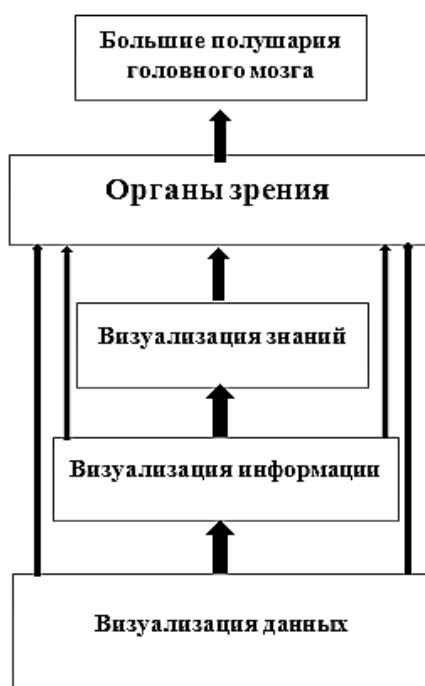 Большие полушария
головного мозга
Органы зрения
Визуализация знаний
Визуализация информации
Визуализация данных